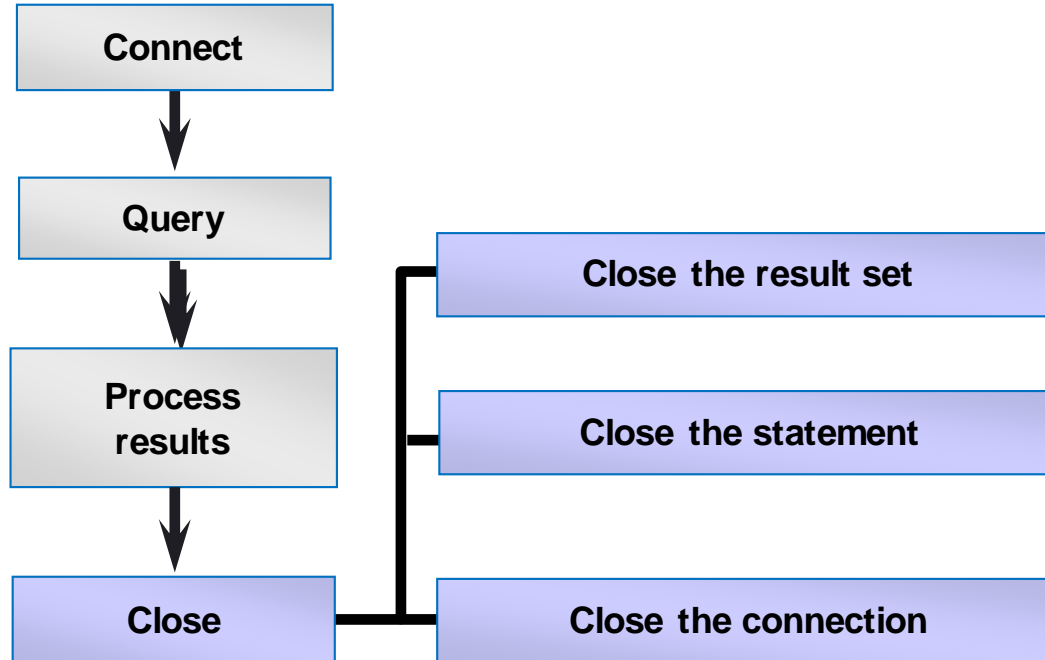 Connect
Query
Process
results
Close
Close the result set
Close the statement
Close the connection